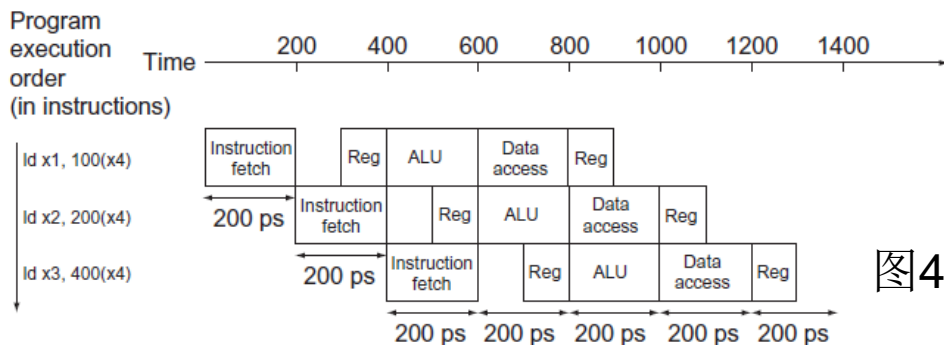 Program
execution
order
(in instructions)
Time
200 400 600 800 1000 1200 1400
ld x1, 100(x4)
Instruction
fetch
Reg
ALU
Data
access
Reg
200 ps
ld x2, 200(x4)
Instruction
fetch
Reg
ALU
Data
access
Reg
200 ps
ld x3, 400(x4)
Instruction
fetch
Reg
ALU
Data
access
Reg
200 ps 200 ps 200 ps 200 ps 200 ps
图4